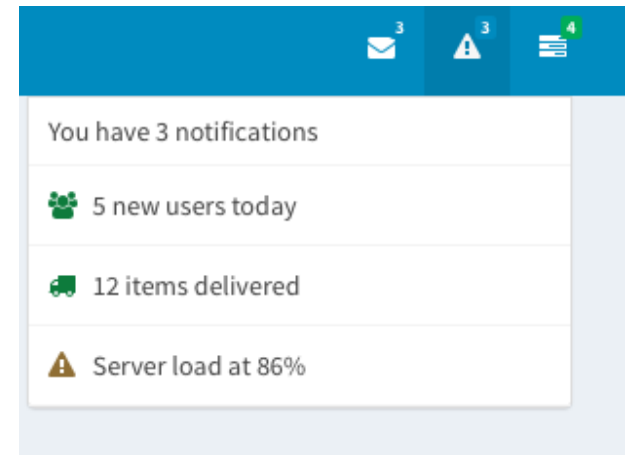 3
3
4
You have 3 notifications
5 new users today
12 items delivered
Server load at 86%